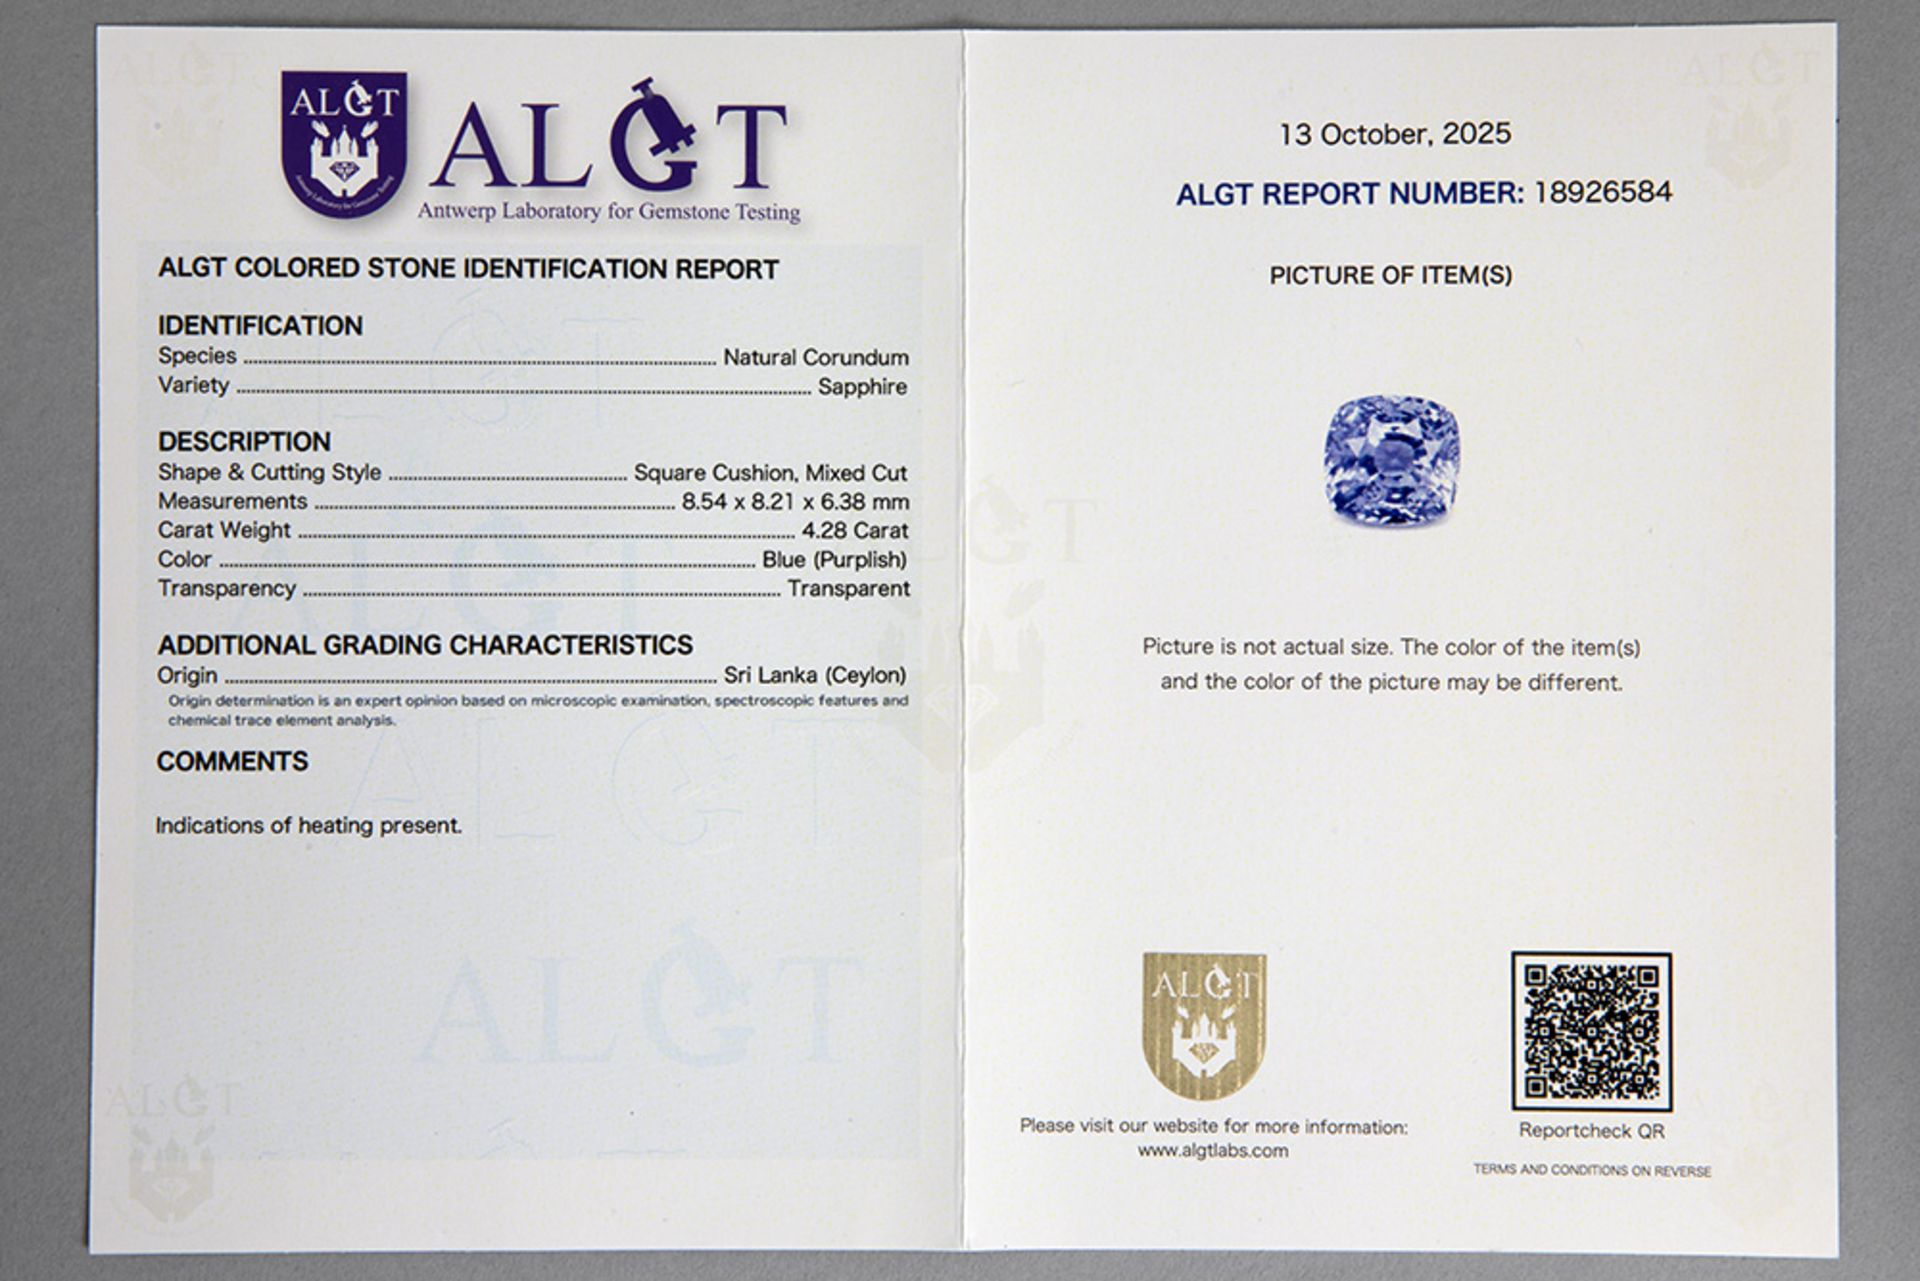 ALGT
ALGT
Antwerp Laboratory for Gemstone Testing
ALGT COLORED STONE IDENTIFICATION REPORT
IDENTIFICATION
Species ........ Natural Corundum
Variety ........ Sapphire
DESCRIPTION
Shape & Cutting Style ........ Square Cushion, Mixed Cut
Measurements ........ 8.54 x 8.21 x 6.38 mm
Carat Weight ........ 4.28 Carat
Color ........ Blue (Purplish)
Transparency ........ Transparent
ADDITIONAL GRADING CHARACTERISTICS
Origin ........ Sri Lanka (Ceylon)
Origin determination is an expert opinion based on microscopic examination, spectroscopic features and
chemical trace element analysis.
COMMENTS
Indications of heating present.
ALGT
13 October, 2025
ALGT REPORT NUMBER: 18926584
PICTURE OF ITEM(S)
Picture is not actual size. The color of the item(s)
and the color of the picture may be different.
ALGT
Please visit our website for more information:
www.algtlabs.com
Reportcheck QR
TERMS AND CONDITIONS ON REVERSE